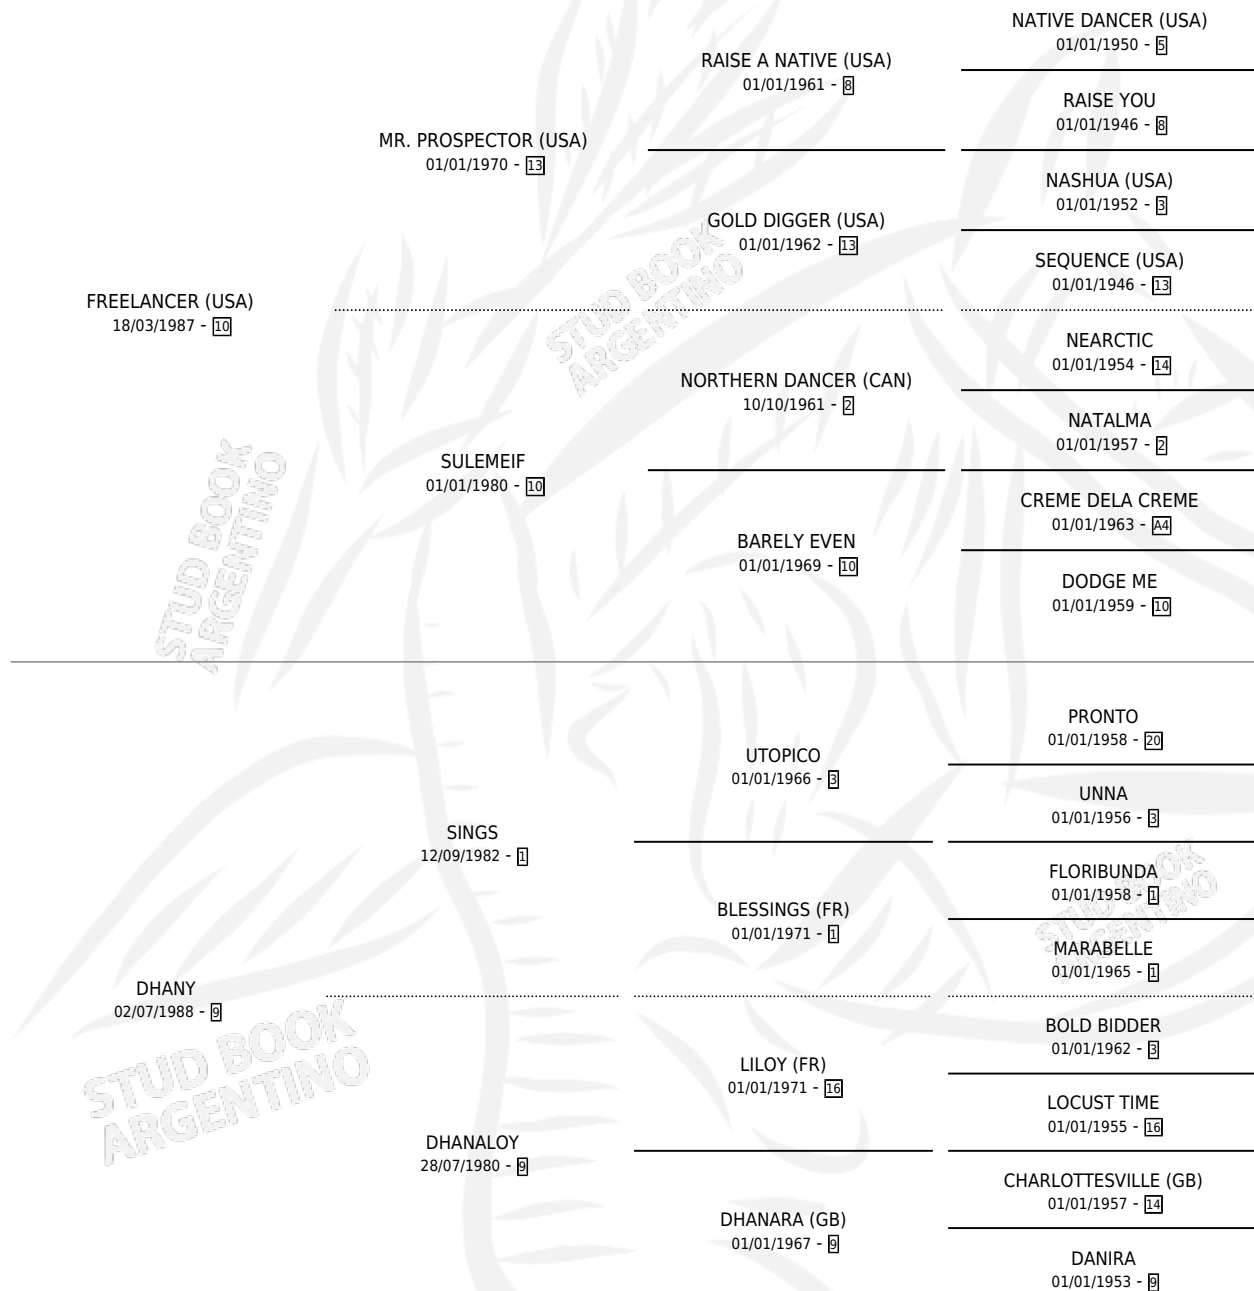 NATIVE DANCER (USA)
01/01/1950 - 5
RAISE A NATIVE (USA)
01/01/1961 - 8
RAISE YOU
01/01/1946 - 8
MR. PROSPECTOR (USA)
01/01/1970 - 13
NASHUA (USA)
01/01/1952 - 3
GOLD DIGGER (USA)
01/01/1962 - 13
SEQUENCE (USA)
01/01/1946 - 13
FREELANCER (USA)
18/03/1987 - 10
NEARCTIC
01/01/1954 - 14
NORTHERN DANCER (CAN)
10/10/1961 - 2
NATALMA
01/01/1957 - 2
SULEMEIF
01/01/1980 - 10
CREME DELA CREME
01/01/1963 - A4
BARELY EVEN
01/01/1969 - 10
DODGE ME
01/01/1959 - 10
PRONTO
01/01/1958 - 20
UTOPICO
01/01/1966 - 3
UNNA
01/01/1956 - 3
SINGS
12/09/1982 - 1
FLORIBUNDA
01/01/1958 - 1
BLESSINGS (FR)
01/01/1971 - 1
MARABELLE
01/01/1965 - 1
DHANY
02/07/1988 - 9
BOLD BIDDER
01/01/1962 - 3
LILOY (FR)
01/01/1971 - 16
LOCUST TIME
01/01/1955 - 16
DHANALOY
28/07/1980 - 9
CHARLOTTESVILLE (GB)
01/01/1957 - 14
DHANARA (GB)
01/01/1967 - 9
DANIRA
01/01/1953 - 9
STUD BOOK
ARGENTINO
STUD BOOK
ARGENTINO
STUD BOOK
ARGENTINO
STUD BOOK
ARGENTINO